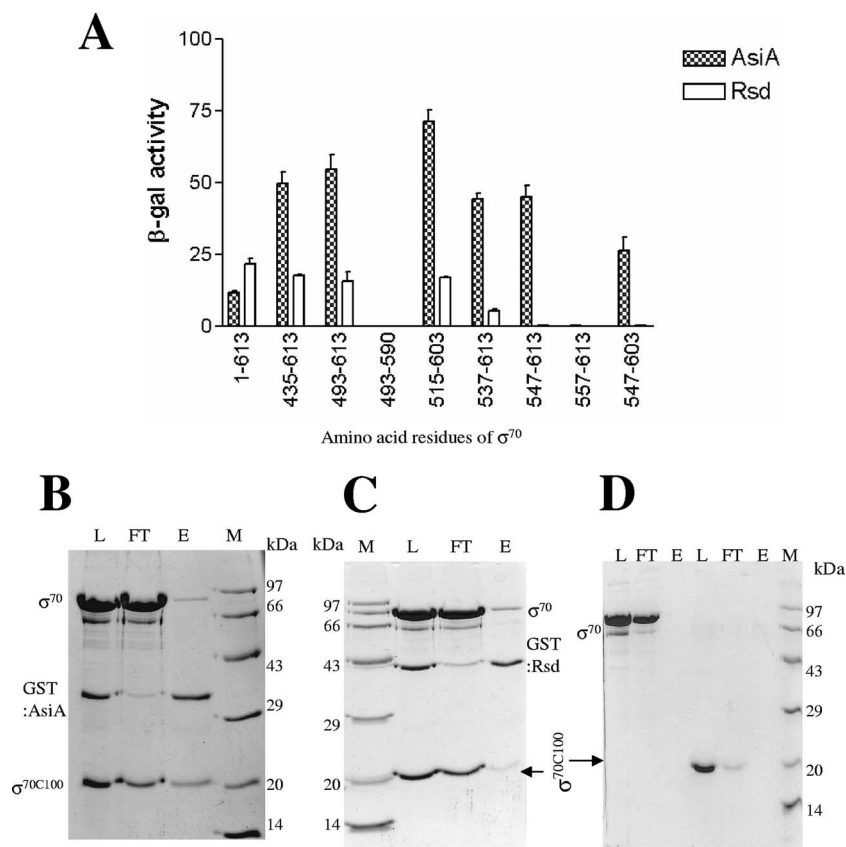 A
100
75
50
25
0
β-gal activity
AsiA
Rsd
1-613
435-613
493-613
493-590
515-603
537-613
547-613
557-613
547-603
Amino acid residues of σ70
B
L FT E M
kDa
σ70
GST
:AsiA
σ70C100
97
66
43
29
20
14
C
kDa
M L FT E
97
66
43
29
20
14
σ70
GST
:Rsd
σ70C100
D
L FT E L FT E M
kDa
σ70
97
66
43
29
20
14